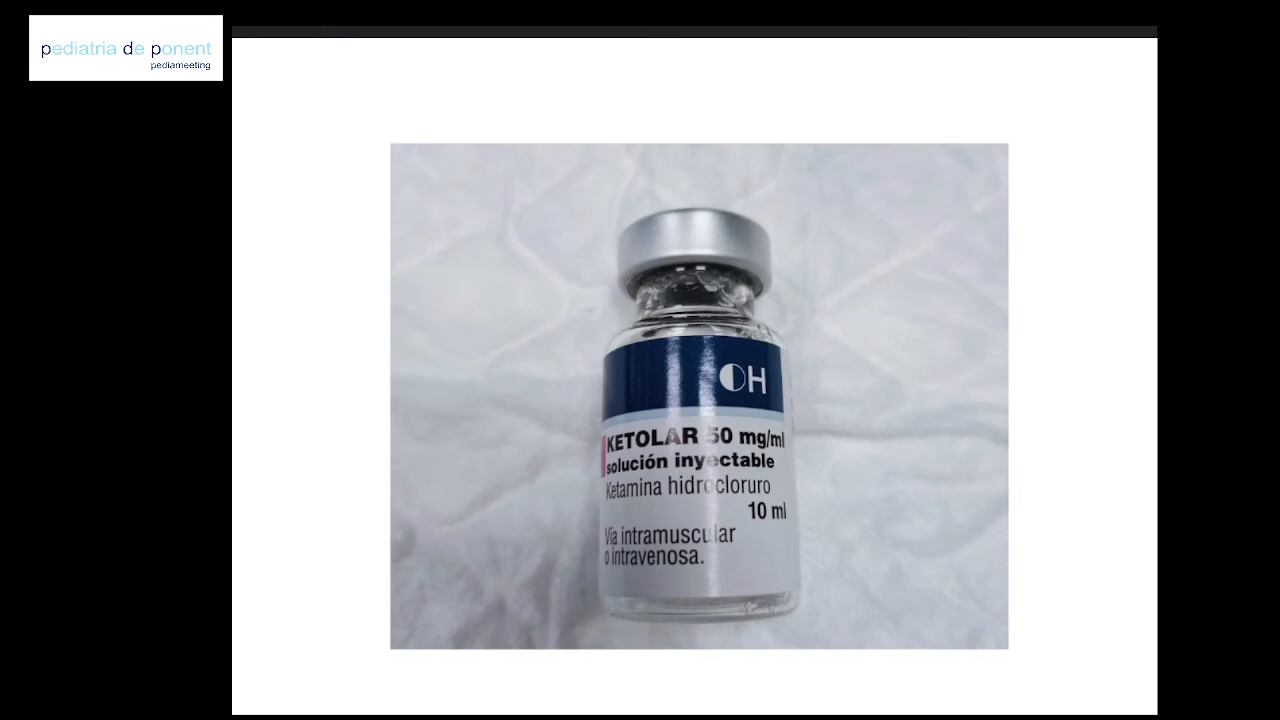 pediatria de ponent
pediameeting
OH
KETOLAR 50 mg/ml
solución inyectable
Ketamina hidrocloruro
10 ml
Vía intramuscular
o intravenosa.